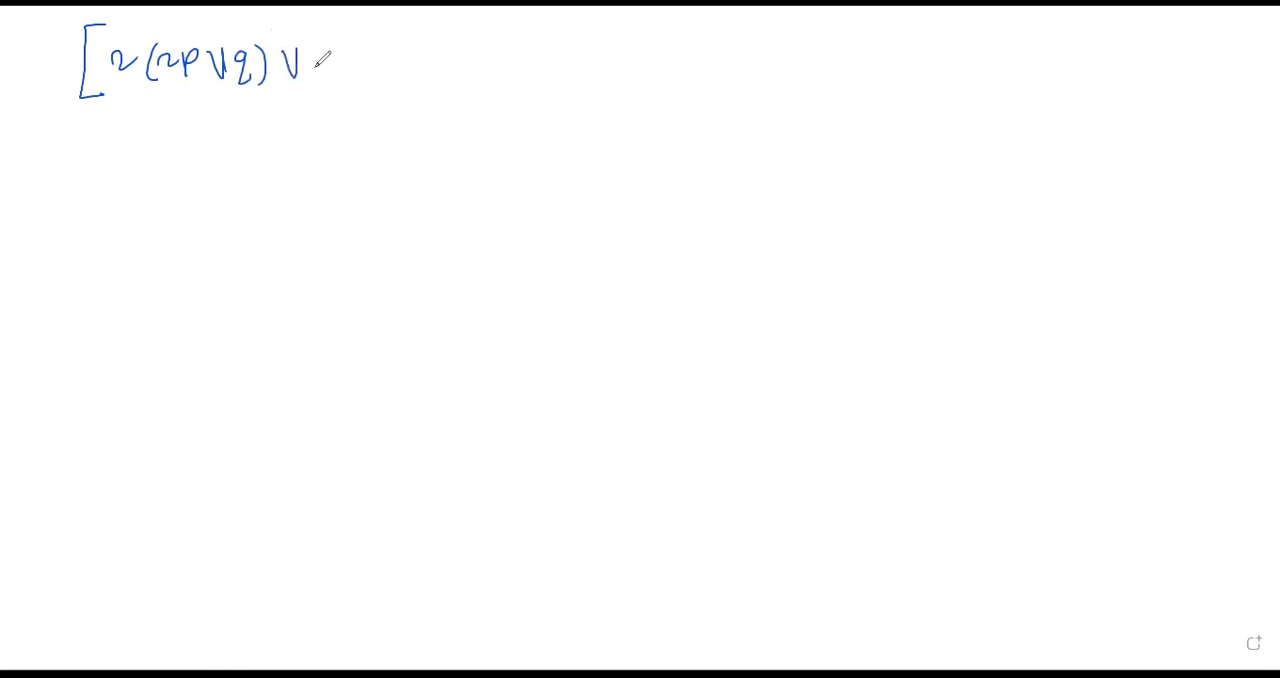 [ ~ (~p ∨ q) ∨